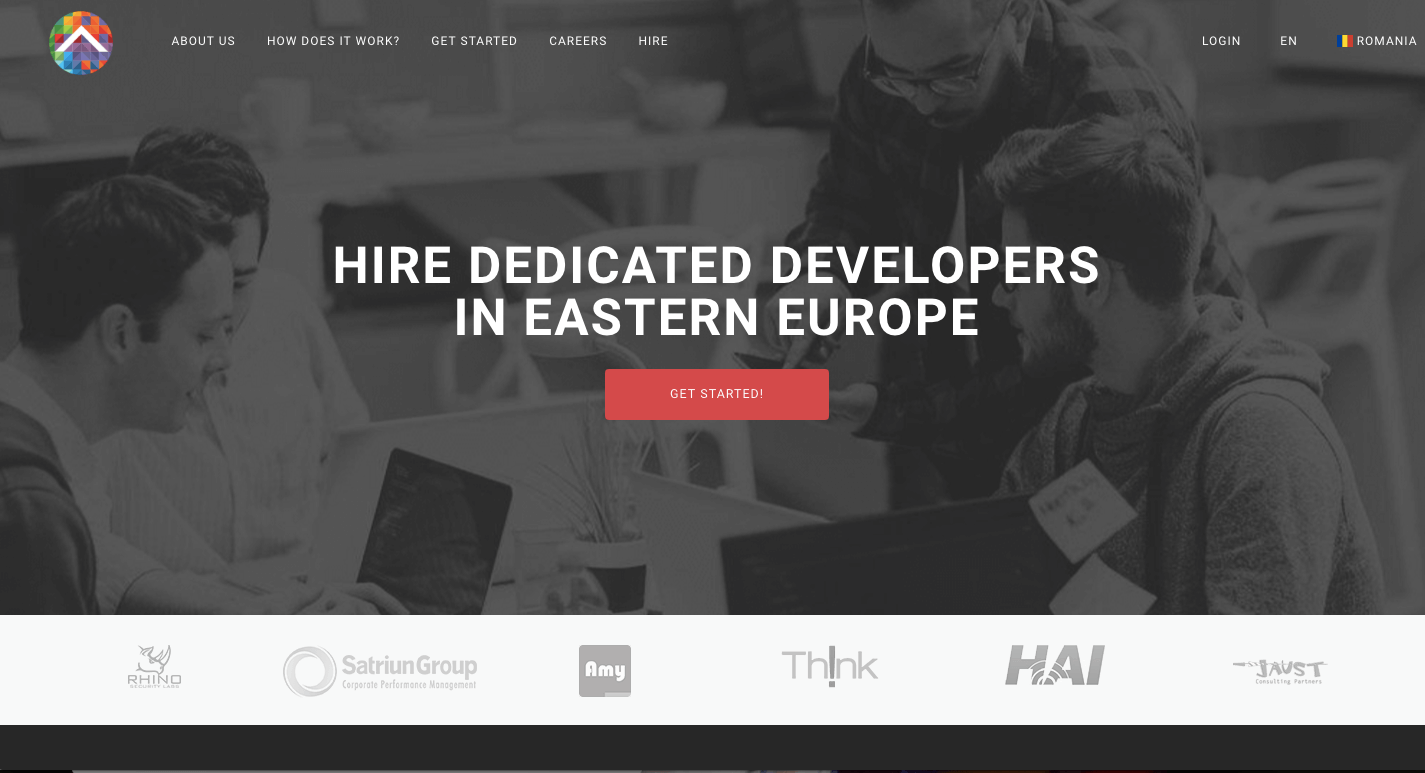 ABOUT US
HOW DOES IT WORK?
GET STARTED
CAREERS
HIRE
LOGIN
EN
ROMANIA
HIRE DEDICATED DEVELOPERS
IN EASTERN EUROPE
GET STARTED!
RHINO
SECURITY LABS
SatriunGroup
Corporate Performance Management
Amy
Th!nk
HAI
JAUST
Consulting Partners